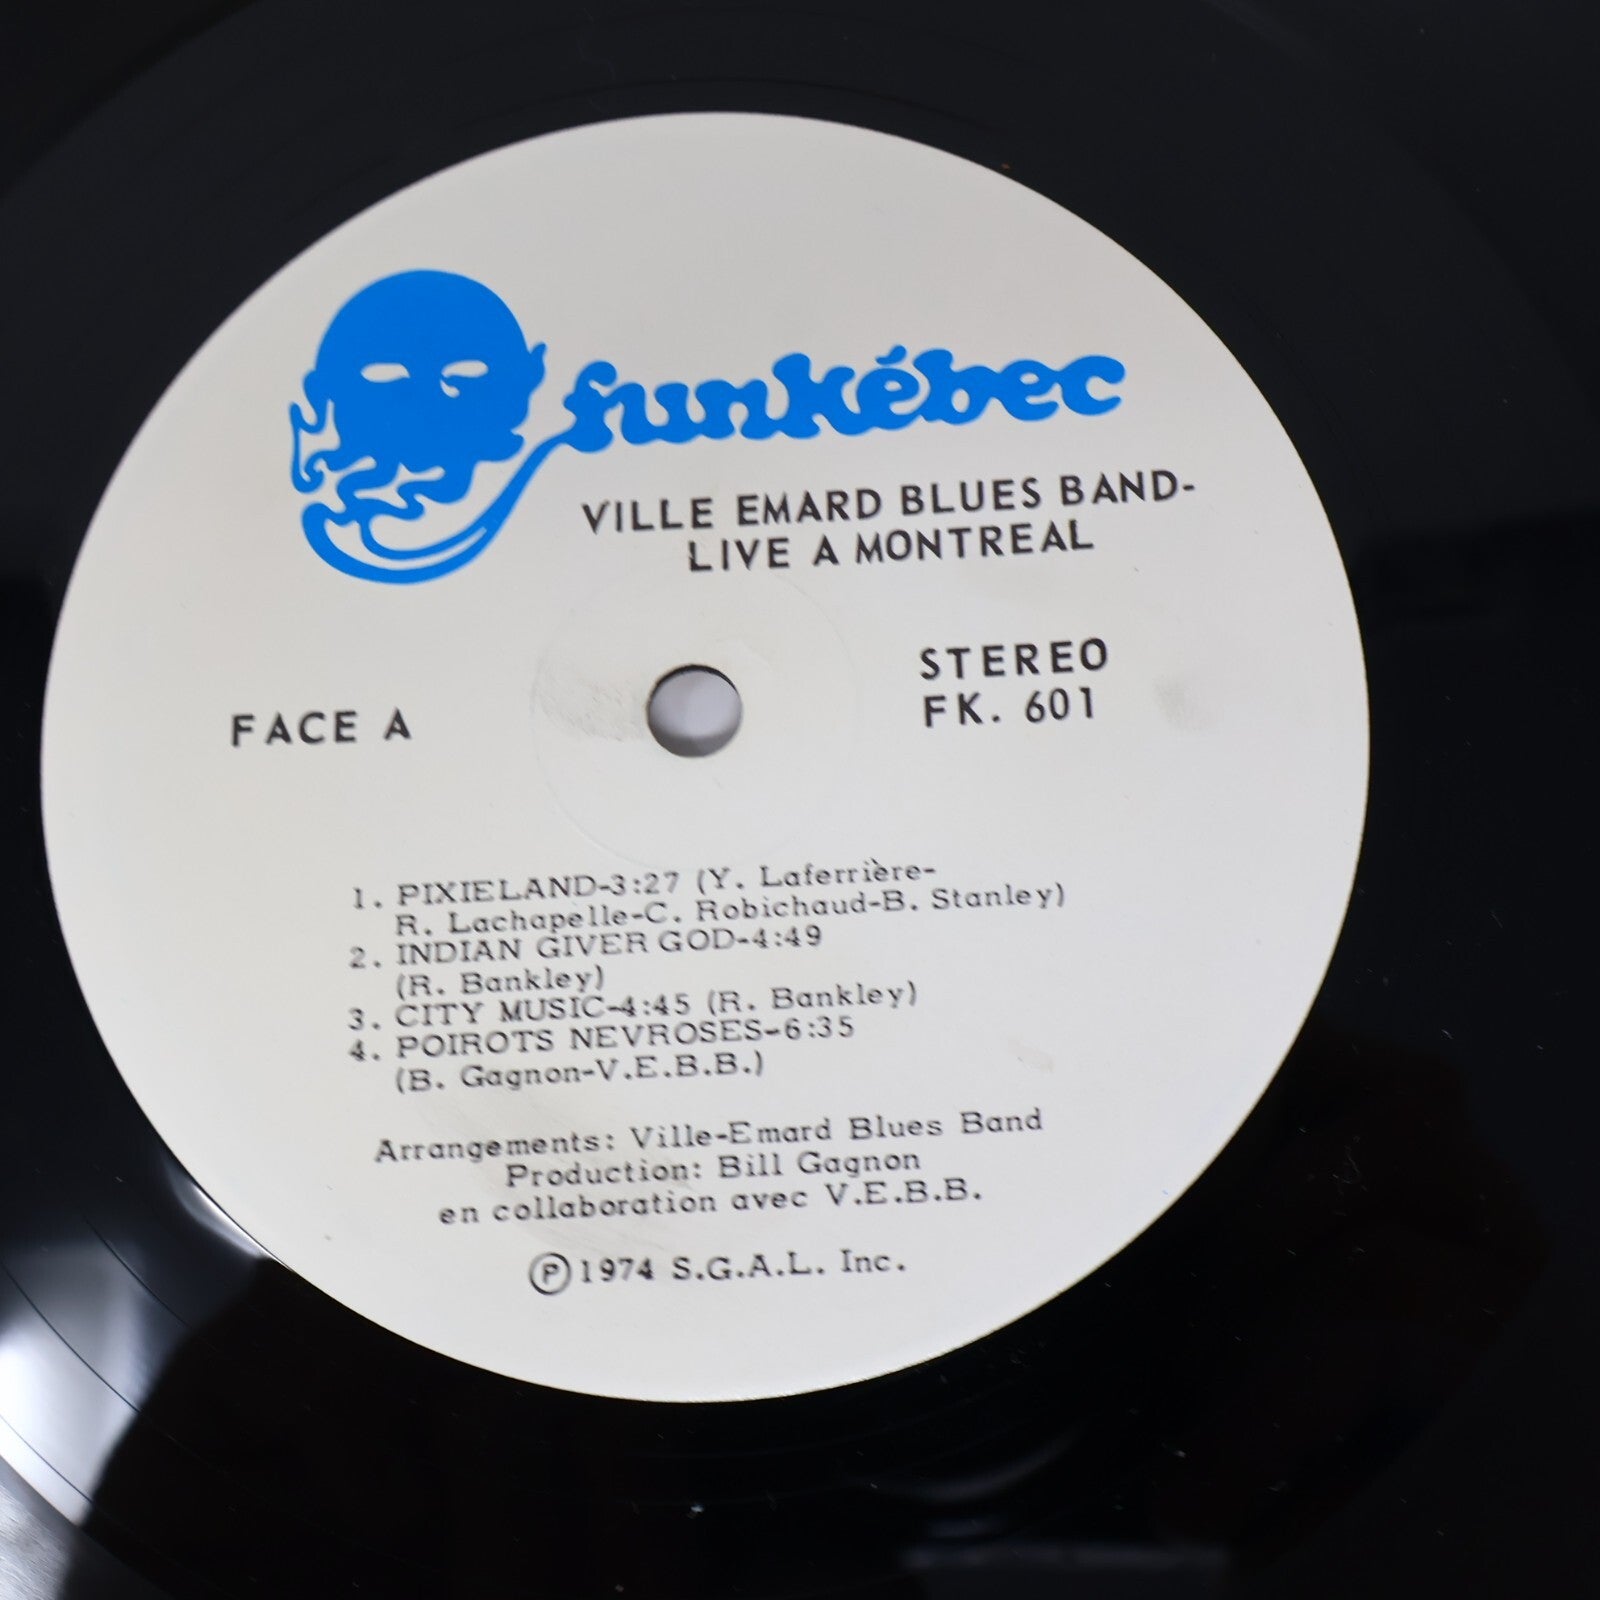 funkébec
VILLE EMARD BLUES BAND-
LIVE A MONTREAL
STEREO
FK. 601
FACE A
1. PIXIELAND-3:27 (Y. Laferrière-
R. Lachapelle-C. Robichaud-B. Stanley)
2. INDIAN GIVER GOD-4:49
(R. Bankley)
3. CITY MUSIC-4:45 (R. Bankley)
4. POIROTS NEVROSES-6:35
(B. Gagnon-V.E.B.B.)
Arrangements: Ville-Emard Blues Band
Production: Bill Gagnon
en collaboration avec V.E.B.B.
Ⓟ1974 S.G.A.L. Inc.